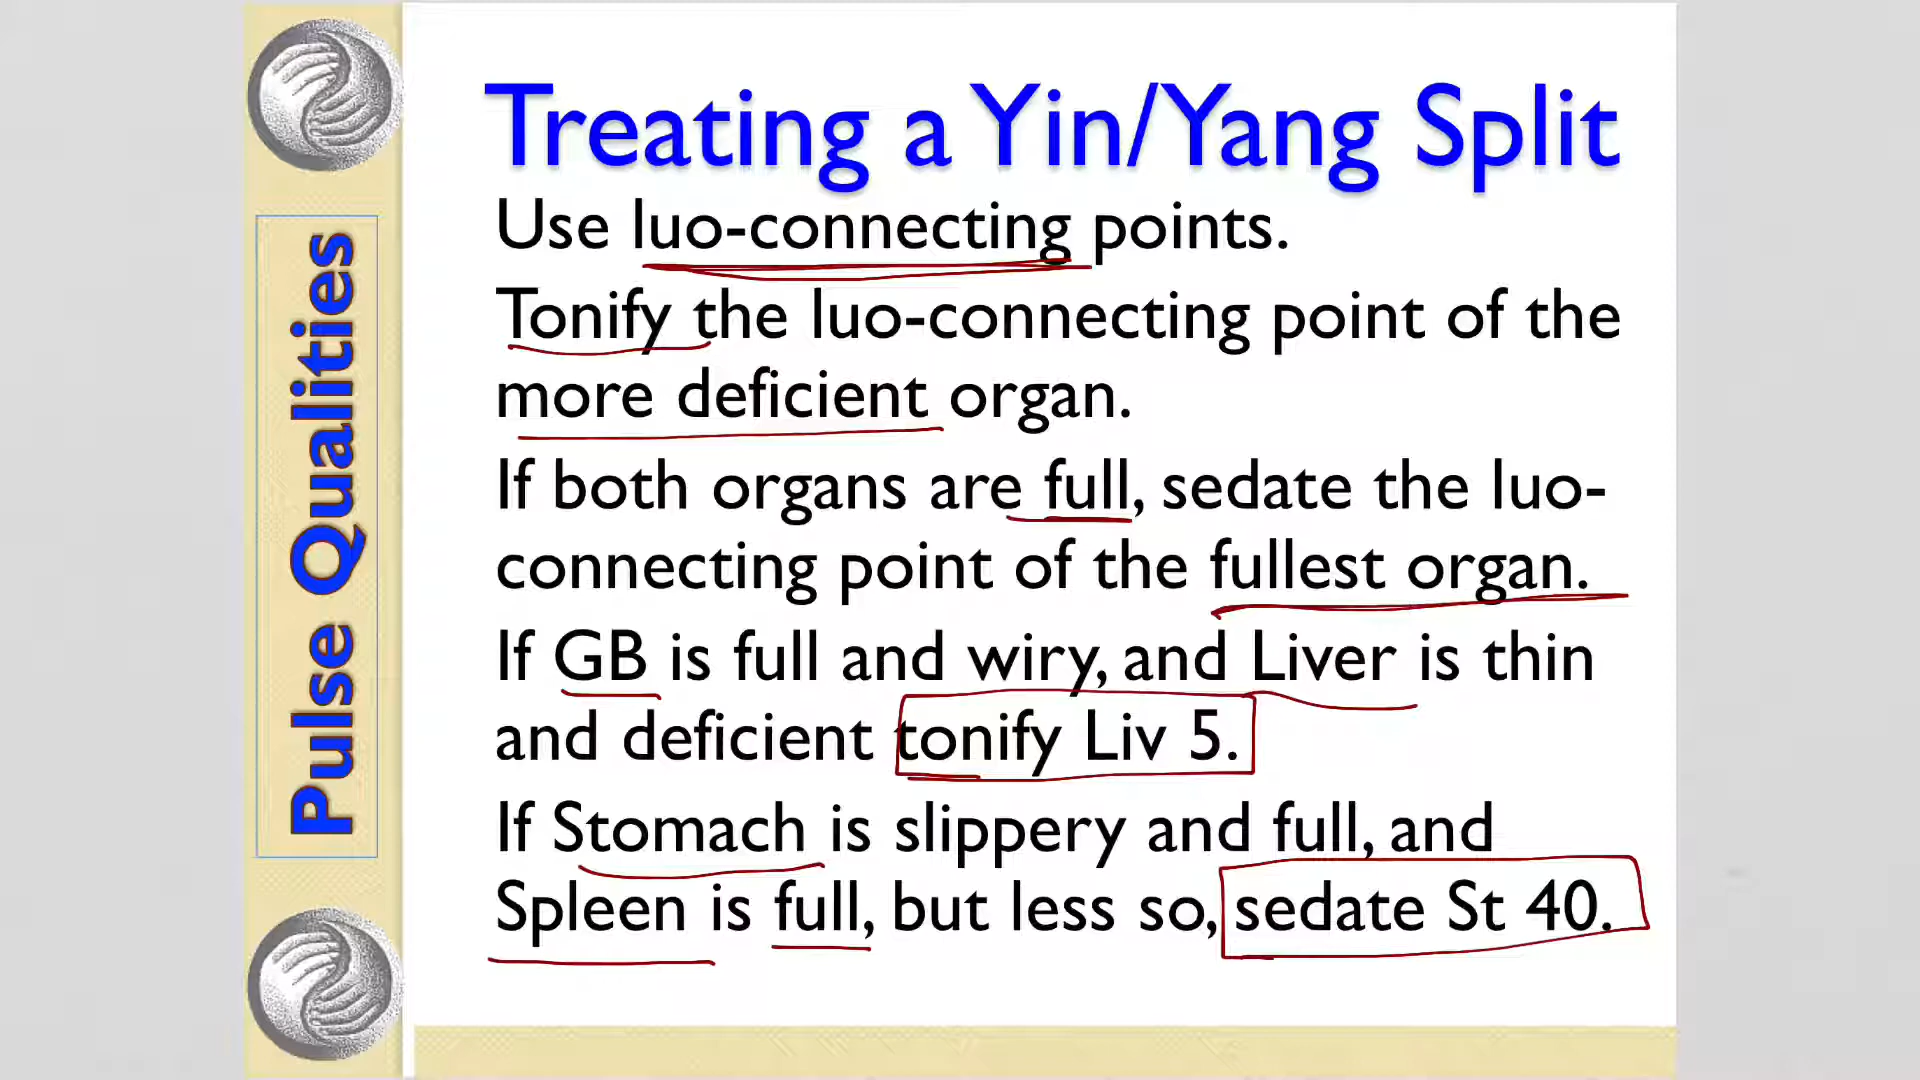 Pulse Qualities
Treating a Yin/Yang Split
Use luo-connecting points.
Tonify the luo-connecting point of the
more deficient organ.
If both organs are full, sedate the luo-
connecting point of the fullest organ.
If GB is full and wiry, and Liver is thin
and deficient tonify Liv 5.
If Stomach is slippery and full, and
Spleen is full, but less so, sedate St 40.